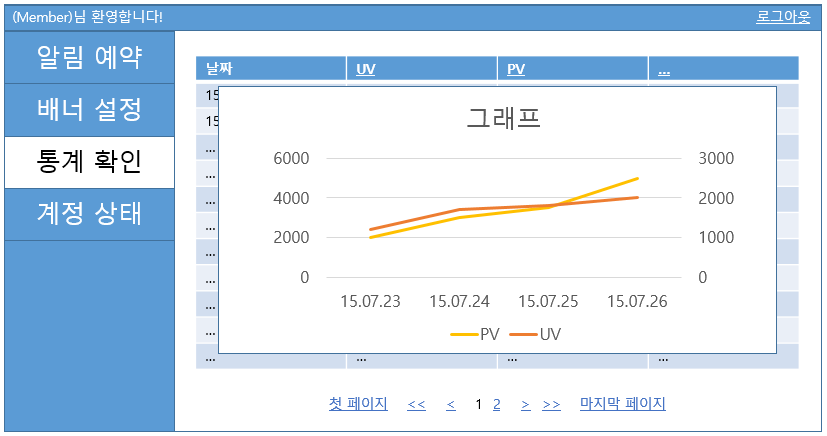 (Member)님 환영합니다! 로그아웃
알림 예약
배너 설정
통계 확인
계정 상태
날짜 UV PV ...
15
15
...
...
...
...
...
...
...
...
... ... ... ...
그래프
6000 3000
4000 2000
2000 1000
0 0
15.07.23 15.07.24 15.07.25 15.07.26
PV UV
첫 페이지 << < 1 2 > >> 마지막 페이지